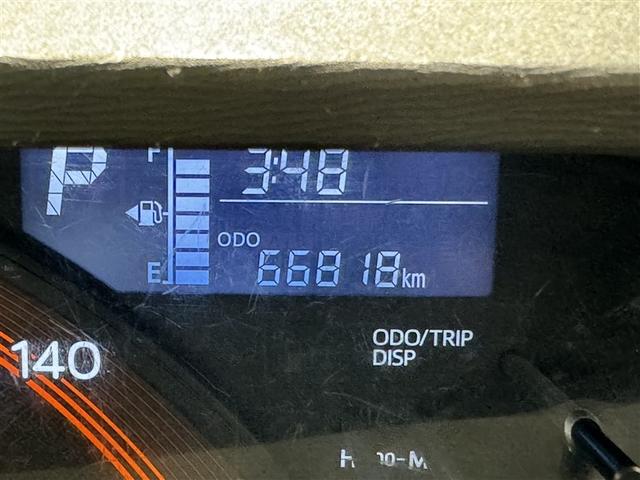 P
F
3:48
ODO
E
66818km
140
ODO/TRIP
DISP